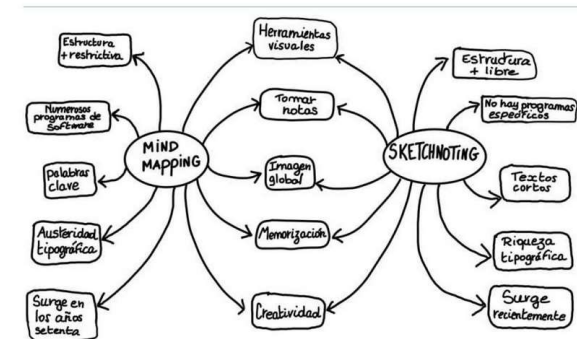 Estructura
+ restrictiva
Numerosos
programas de
software
palabras
clave
Austeridad
tipográfica
Surge en
los años
setenta
MIND
MAPPING
Herramientas
visuales
Tomar
notas
Imagen
global
Memorización
Creatividad
SKETCHNOTING
Estructura
+ libre
No hay programas
específicos
Textos
cortos
Riqueza
tipográfica
Surge
recientemente